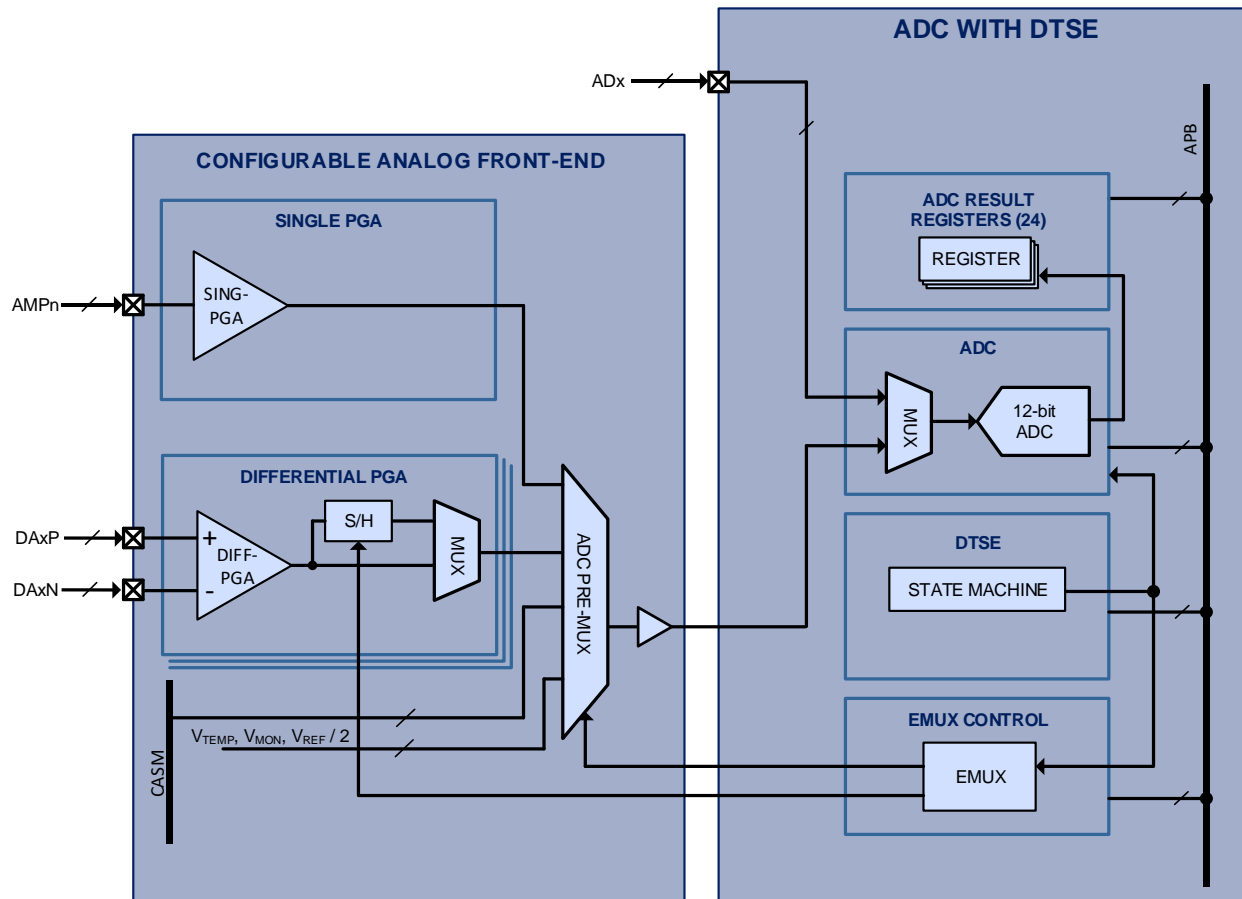 ADC WITH DTSE
ADx
APB
CONFIGURABLE ANALOG FRONT-END
SINGLE PGA
AMPn
SING-
PGA
ADC RESULT
REGISTERS (24)
REGISTER
ADC
MUX
12-bit
ADC
DIFFERENTIAL PGA
DAxP
DAxN
+
-
DIFF-
PGA
S/H
MUX
ADC PRE-MUX
DTSE
STATE MACHINE
CASM
VTEMP, VMON, VREF / 2
EMUX CONTROL
EMUX